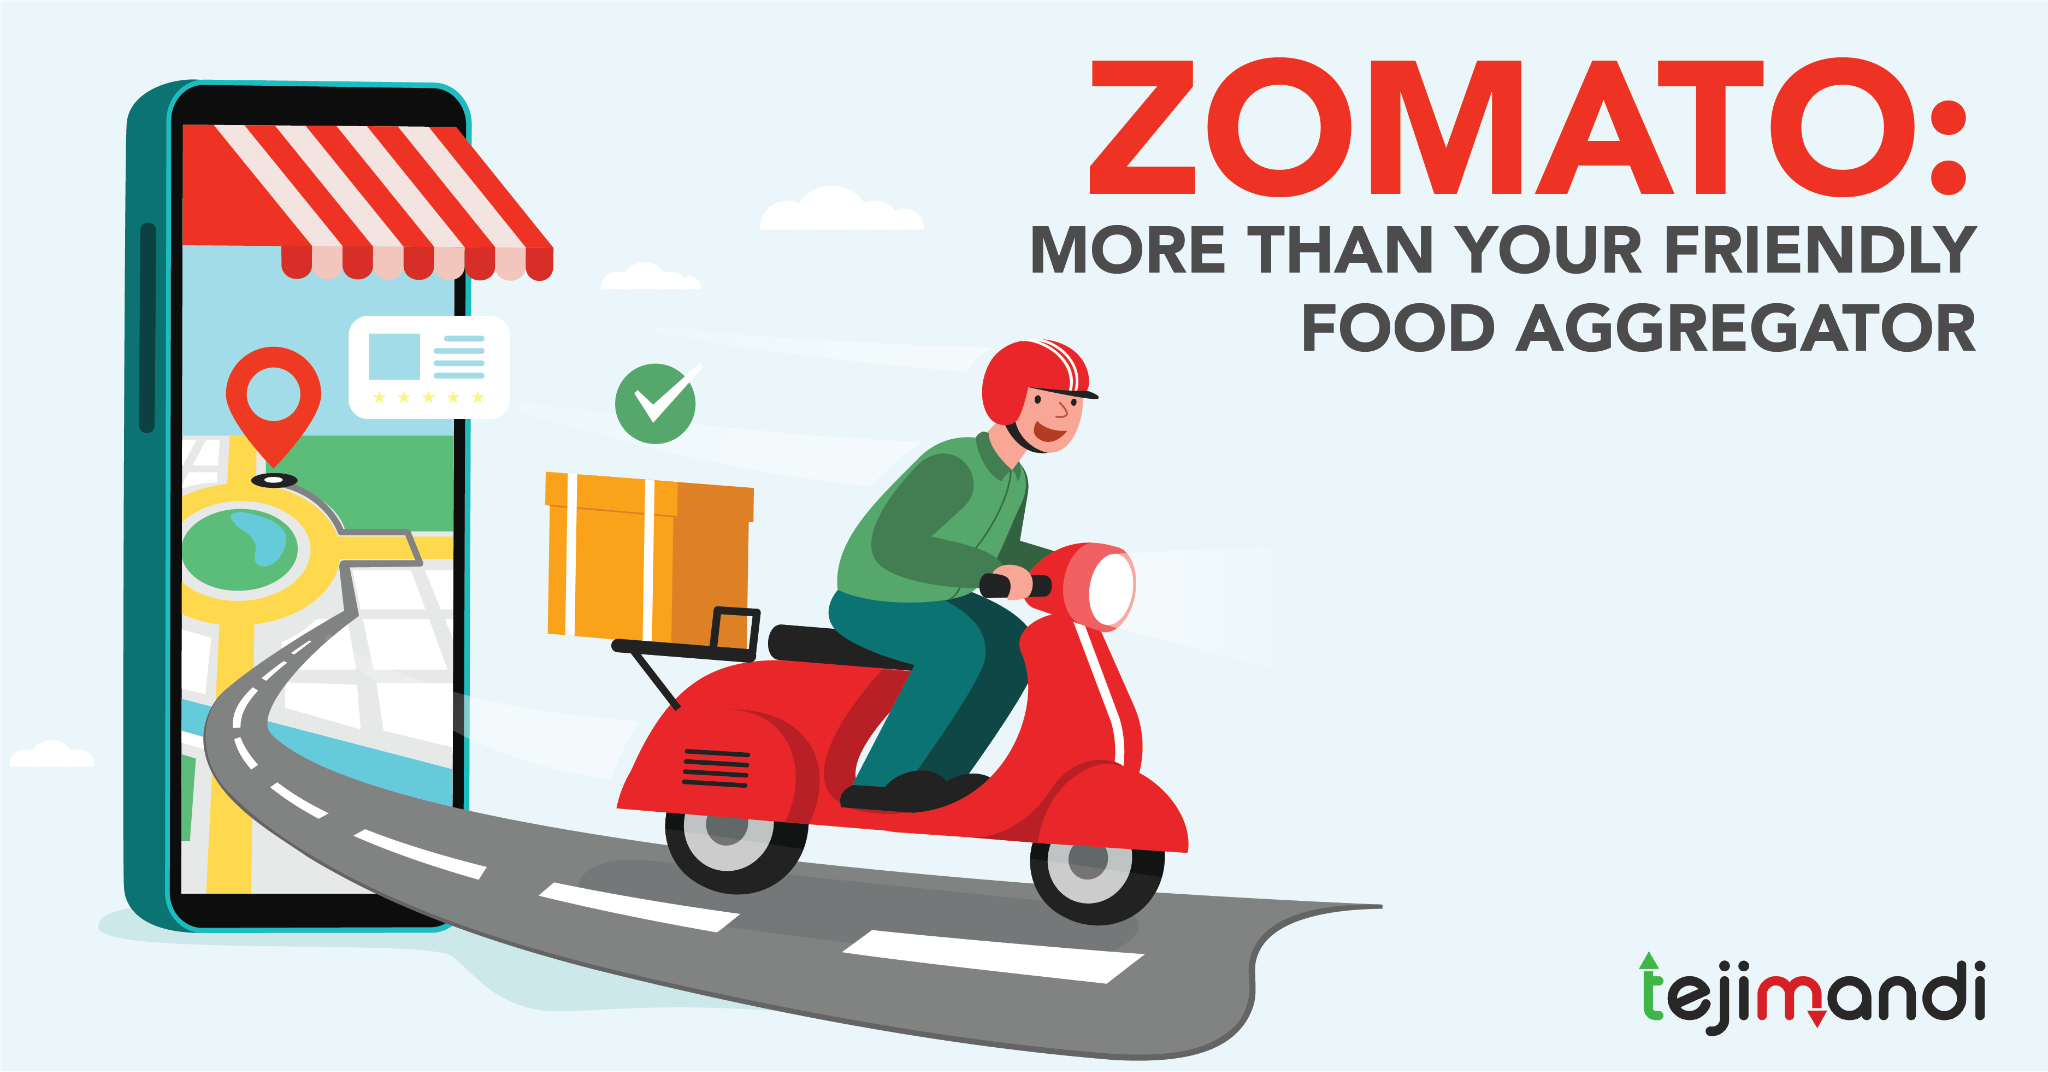 ZOMATO:
MORE THAN YOUR FRIENDLY
FOOD AGGREGATOR
tejimandi